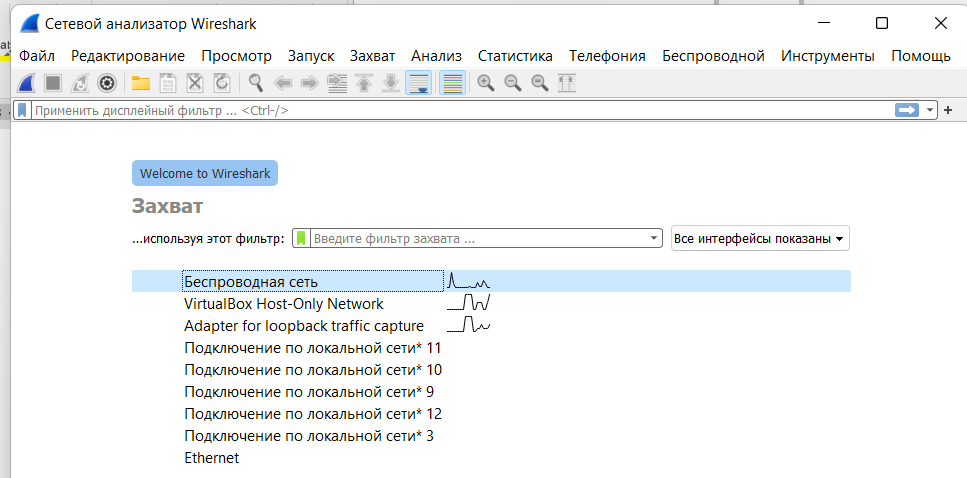 Сетевой анализатор Wireshark
Файл Редактирование Просмотр Запуск Захват Анализ Статистика Телефония Беспроводной Инструменты Помощь
Применить дисплейный фильтр ... <Ctrl-/>
Welcome to Wireshark
Захват
...используя этот фильтр: Введите фильтр захвата ... Все интерфейсы показаны
Беспроводная сеть
VirtualBox Host-Only Network
Adapter for loopback traffic capture
Подключение по локальной сети* 11
Подключение по локальной сети* 10
Подключение по локальной сети* 9
Подключение по локальной сети* 12
Подключение по локальной сети* 3
Ethernet